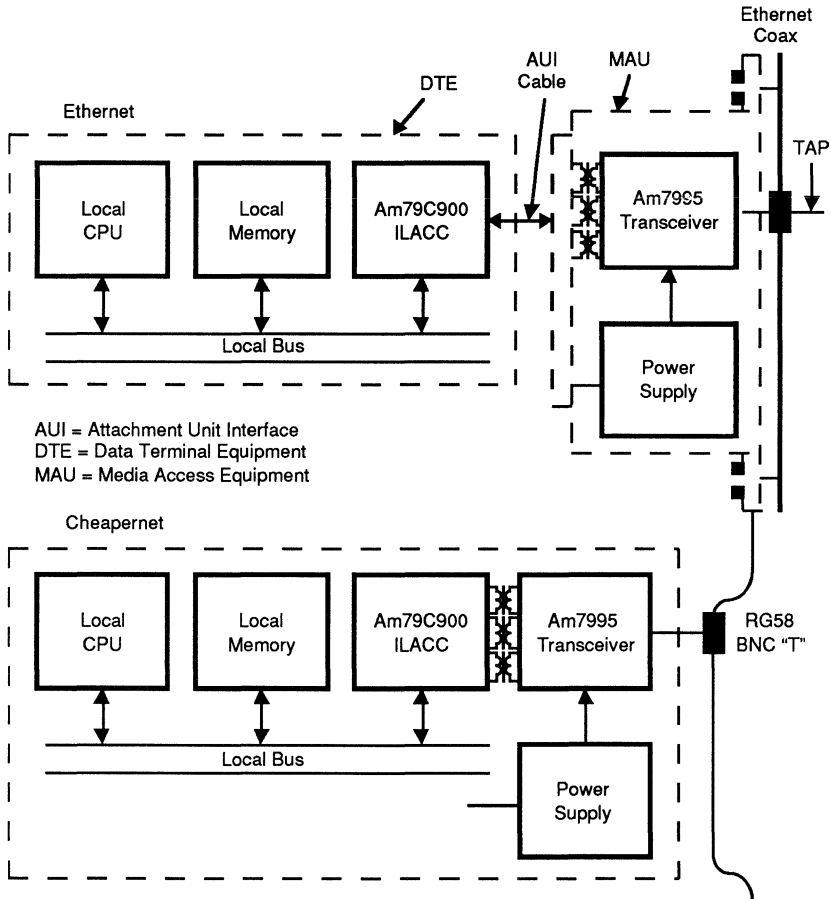 Ethernet
Coax
AUI
Cable
MAU
DTE
Ethernet
TAP
Local
CPU
Local
Memory
Am79C900
ILACC
Am7995
Transceiver
Local Bus
Power
Supply
AUI = Attachment Unit Interface
DTE = Data Terminal Equipment
MAU = Media Access Equipment
Cheapernet
Local
CPU
Local
Memory
Am79C900
ILACC
Am7995
Transceiver
RG58
BNC “T”
Local Bus
Power
Supply